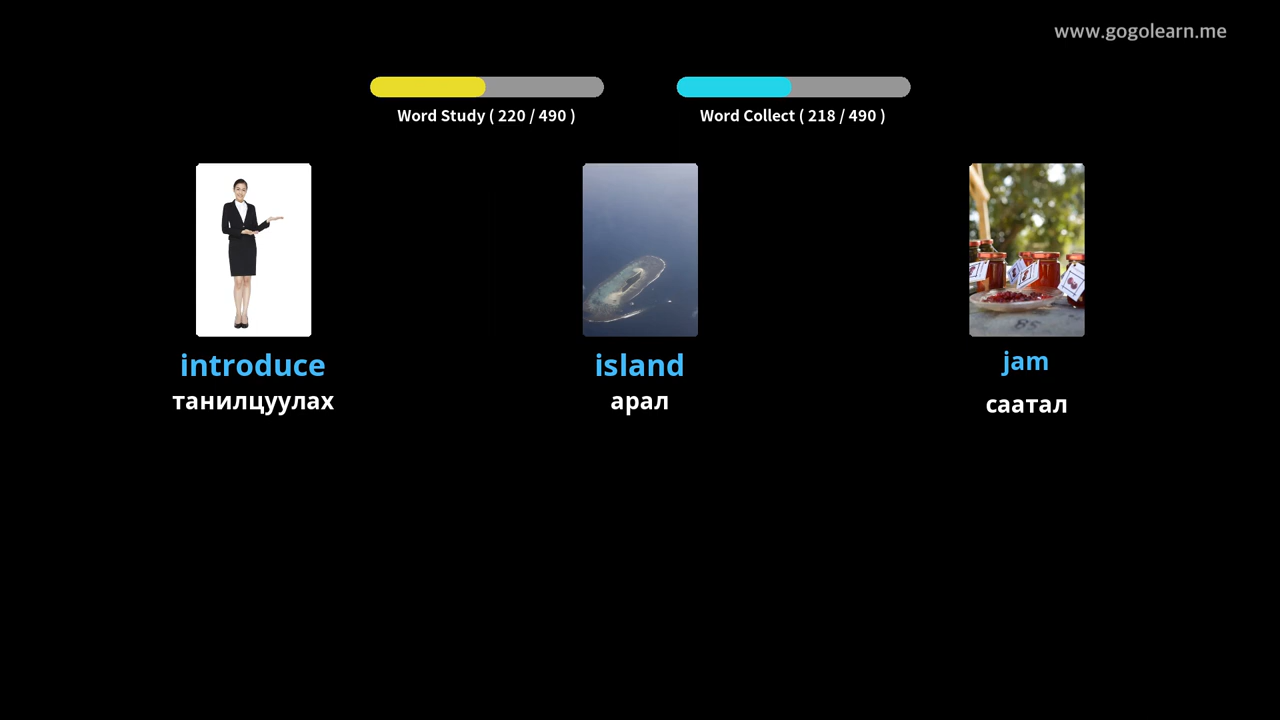 www.gogolearn.me
Word Study ( 220 / 490 )
Word Collect ( 218 / 490 )
introduce
танилцуулах
island
арал
jam
саатал